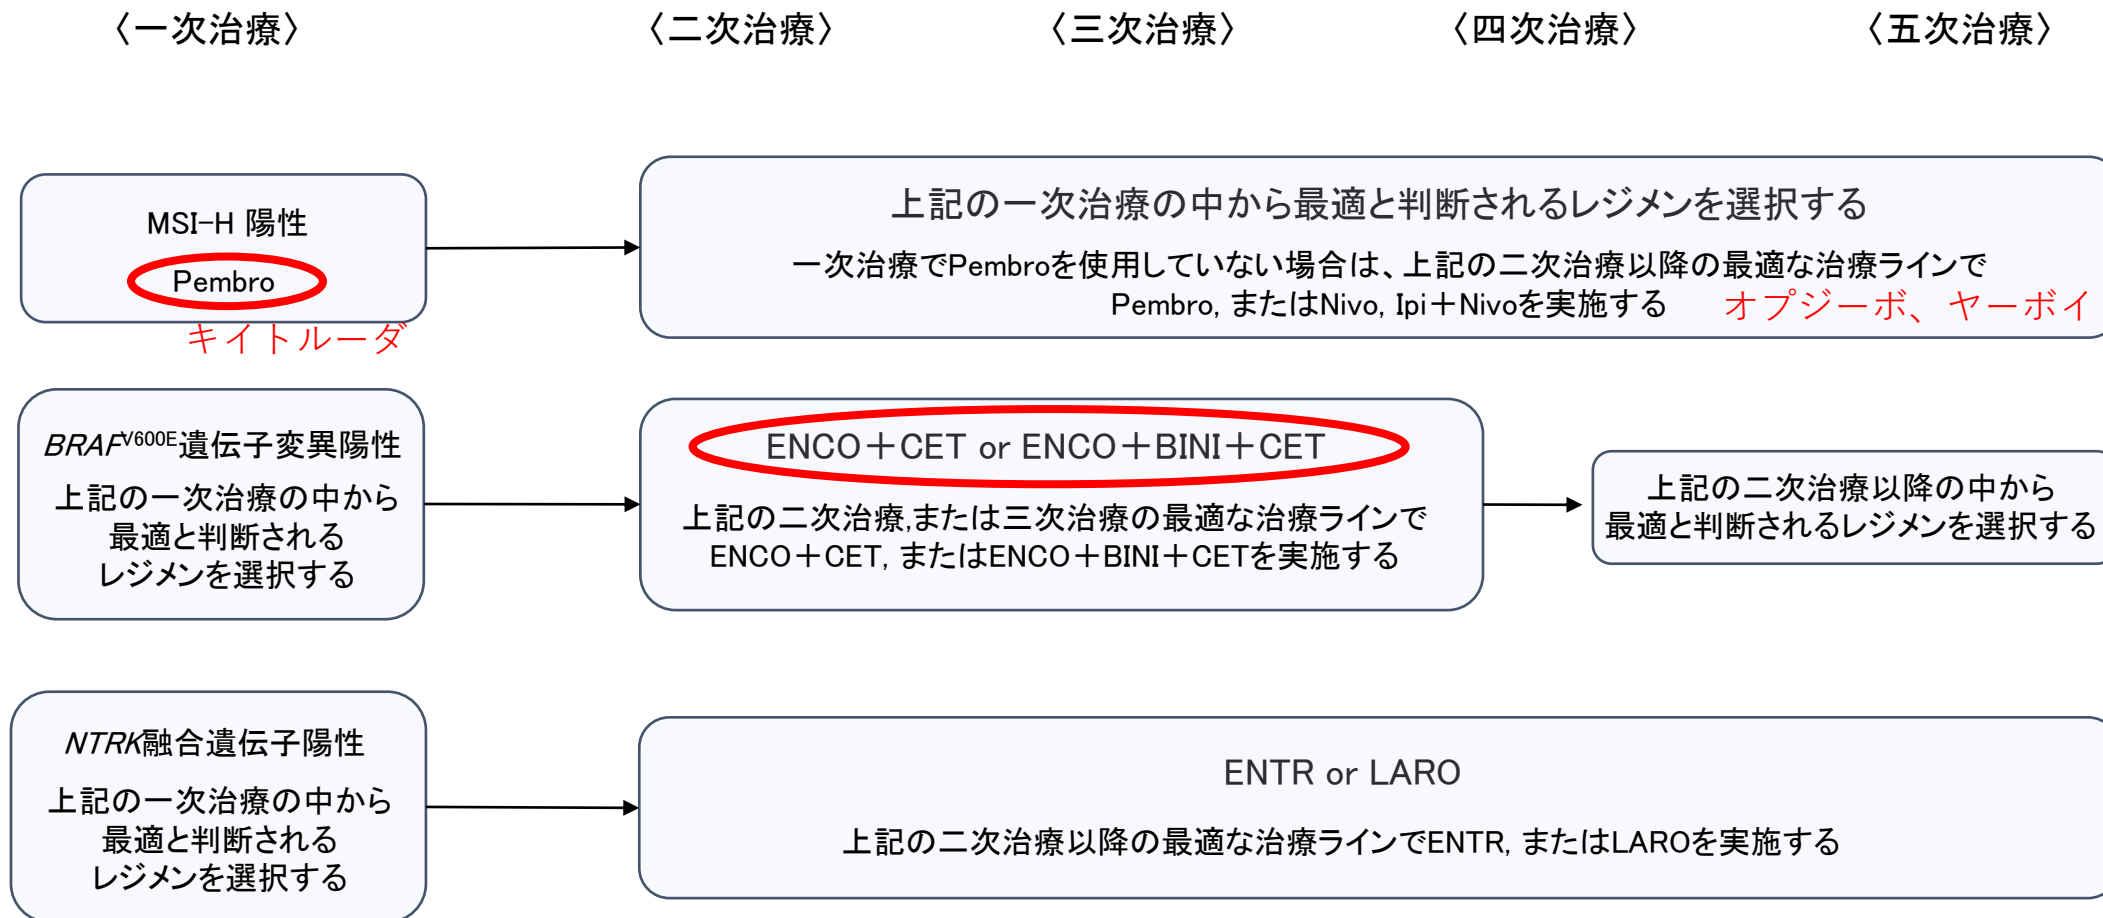 〈一次治療〉 〈二次治療〉 〈三次治療〉 〈四次治療〉 〈五次治療〉
MSI-H 陽性
Pembro
キイトルーダ
上記の一次治療の中から最適と判断されるレジメンを選択する
一次治療でPembroを使用していない場合は、上記の二次治療以降の最適な治療ラインで
Pembro, またはNivo, Ipi＋Nivoを実施する オプジーボ、ヤーボイ
BRAFV600E遺伝子変異陽性
上記の一次治療の中から
最適と判断される
レジメンを選択する
ENCO＋CET or ENCO＋BINI＋CET
上記の二次治療,または三次治療の最適な治療ラインで
ENCO＋CET, またはENCO＋BINI＋CETを実施する
上記の二次治療以降の中から
最適と判断されるレジメンを選択する
NTRK融合遺伝子陽性
上記の一次治療の中から
最適と判断される
レジメンを選択する
ENTR or LARO
上記の二次治療以降の最適な治療ラインでENTR, またはLAROを実施する